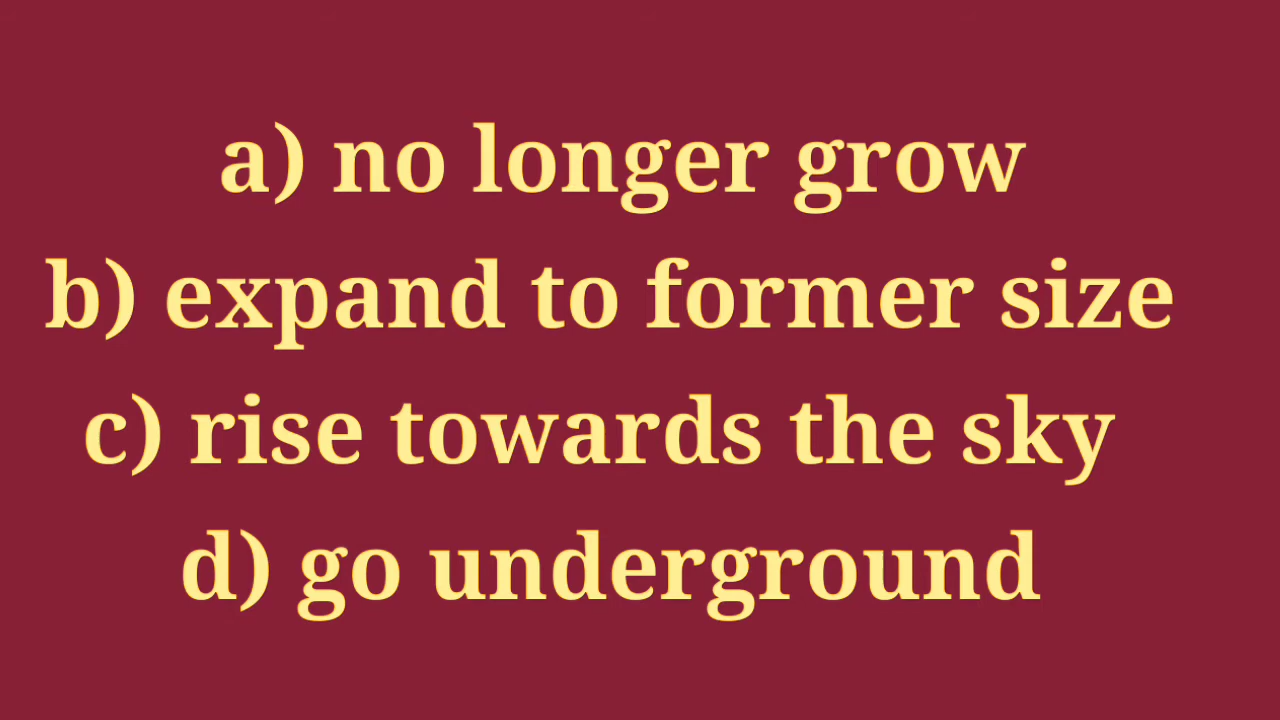 a) no longer grow
b) expand to former size
c) rise towards the sky
d) go underground